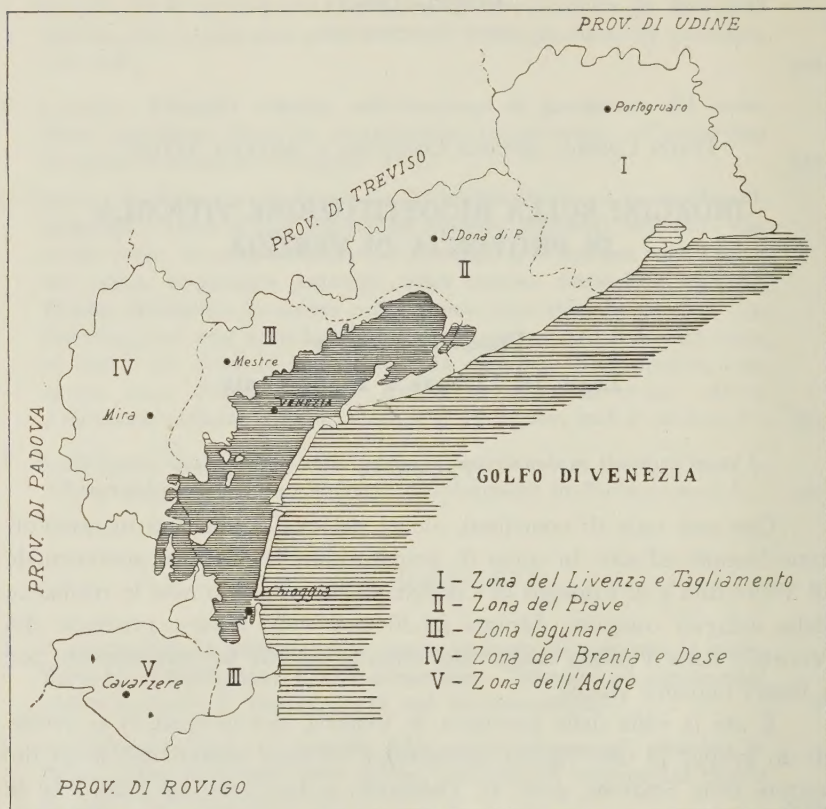 PROV. DI UDINE
Portogruaro
I
PROV. DI TREVISO
S. Donà di P.
II
III
Mestre
IV
VENEZIA
Mira
PROV. DI PADOVA
GOLFO DI VENEZIA
Chioggia
I - Zona del Livenza e Tagliamento
II - Zona del Piave
III - Zona lagunare
IV - Zona del Brenta e Dese
V - Zona dell'Adige
V
Cavarzere
III
PROV. DI ROVIGO